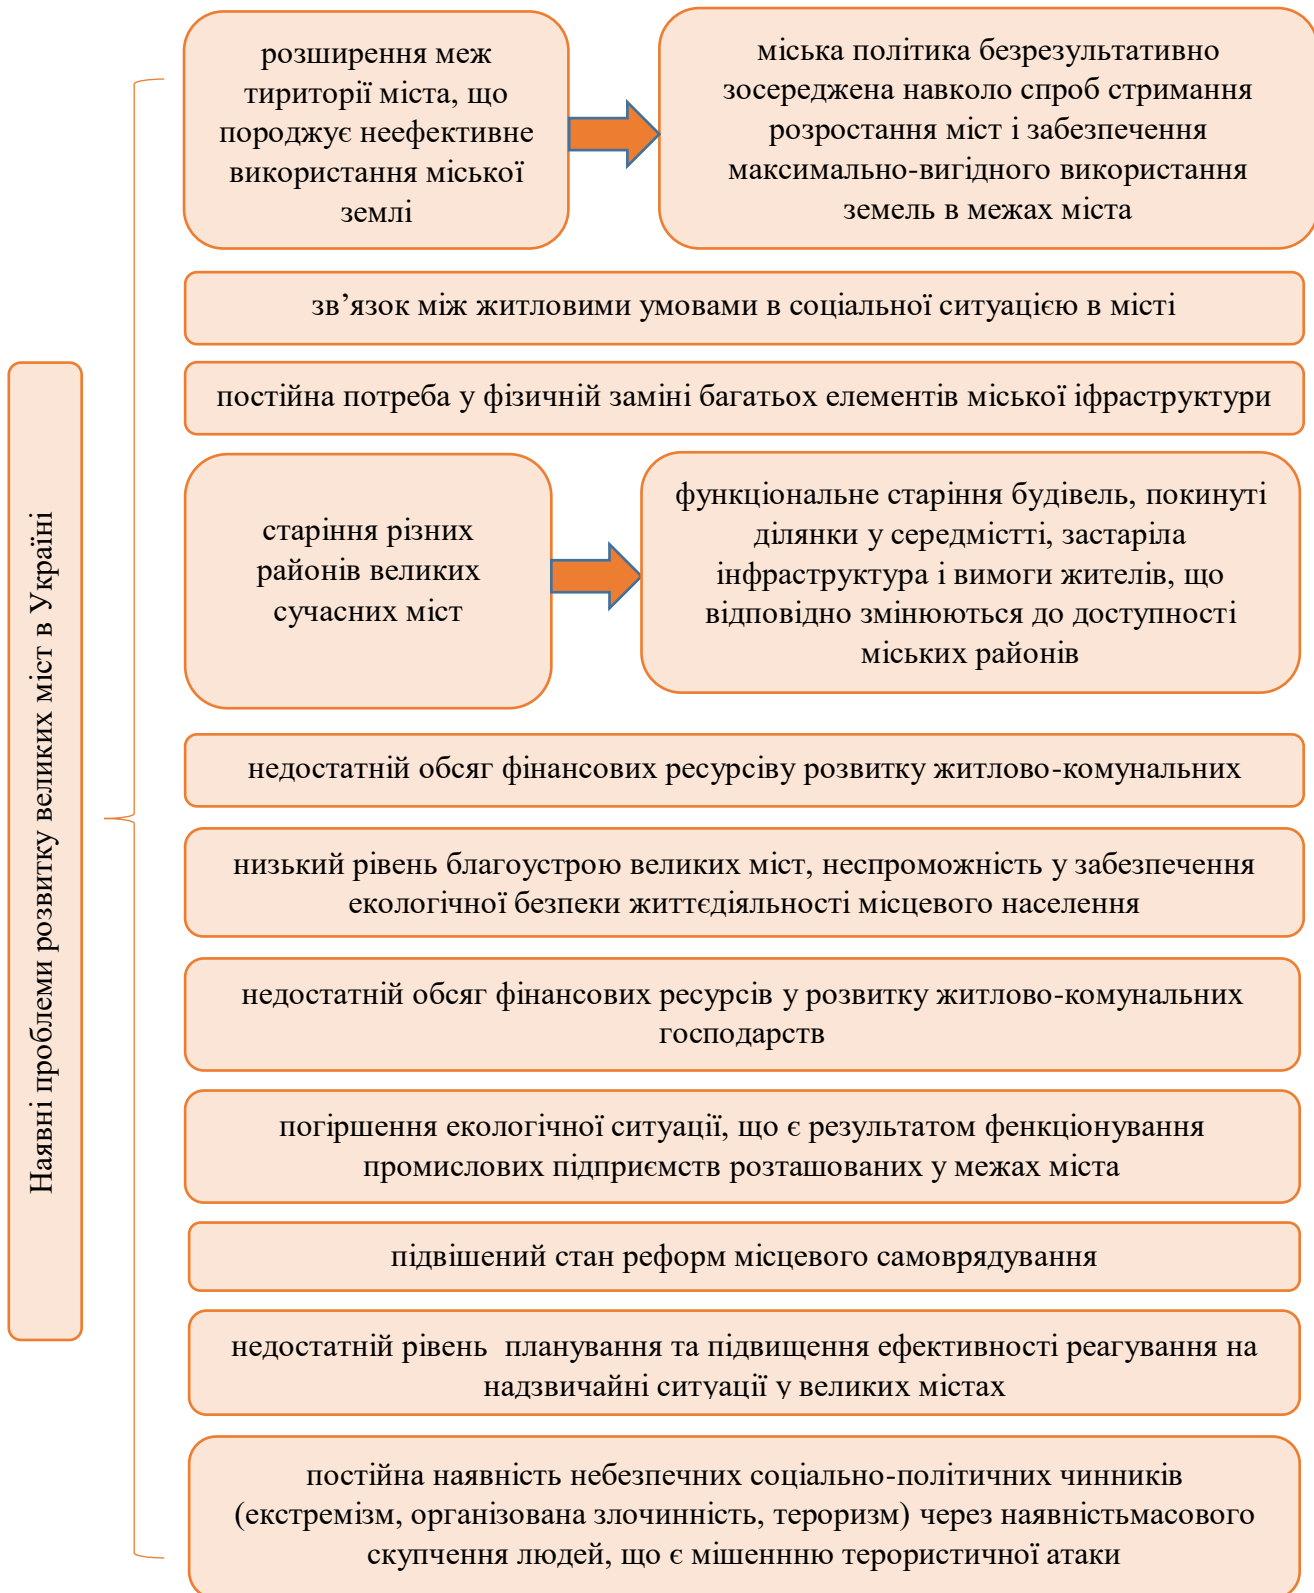 Наявні проблеми розвитку великих міст в Україні
розширення меж
тириторії міста, що
породжує неефективне
використання міської
землі
міська політика безрезультативно
зосереджена навколо спроб стримання
розростання міст і забезпечення
максимально-вигідного використання
земель в межах міста
зв’язок між житловими умовами в соціальної ситуацією в місті
постійна потреба у фізичній заміні багатьох елементів міської іфраструктури
старіння різних
районів великих
сучасних міст
функціональне старіння будівель, покинуті
ділянки у середмістті, застаріла
інфраструктура і вимоги жителів, що
відповідно змінюються до доступності
міських районів
недостатній обсяг фінансових ресурсіву розвитку житлово-комунальних
низький рівень благоустрою великих міст, неспроможність у забезпечення
екологічної безпеки життєдіяльності місцевого населення
недостатній обсяг фінансових ресурсів у розвитку житлово-комунальних
господарств
погіршення екологічної ситуації, що є результатом фенкціонування
промислових підприємств розташованих у межах міста
підвішений стан реформ місцевого самоврядування
недостатній рівень планування та підвищення ефективності реагування на
надзвичайні ситуації у великих містах
постійна наявність небезпечних соціально-політичних чинників
(екстремізм, організована злочинність, тероризм) через наявністьмасового
скупчення людей, що є мішеннню терористичної атаки